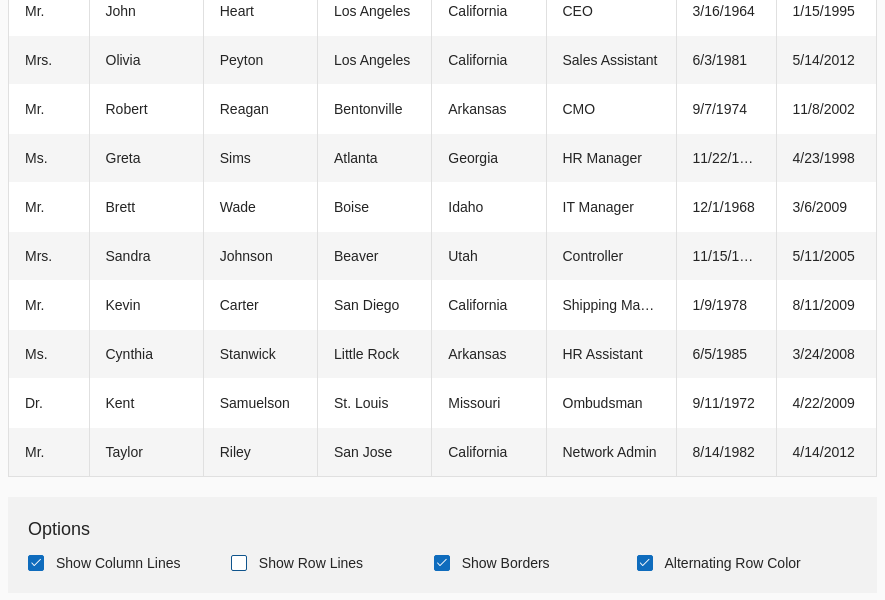 Mr. John Heart Los Angeles California CEO 3/16/1964 1/15/1995
Mrs. Olivia Peyton Los Angeles California Sales Assistant 6/3/1981 5/14/2012
Mr. Robert Reagan Bentonville Arkansas CMO 9/7/1974 11/8/2002
Ms. Greta Sims Atlanta Georgia HR Manager 11/22/1… 4/23/1998
Mr. Brett Wade Boise Idaho IT Manager 12/1/1968 3/6/2009
Mrs. Sandra Johnson Beaver Utah Controller 11/15/1… 5/11/2005
Mr. Kevin Carter San Diego California Shipping Ma… 1/9/1978 8/11/2009
Ms. Cynthia Stanwick Little Rock Arkansas HR Assistant 6/5/1985 3/24/2008
Dr. Kent Samuelson St. Louis Missouri Ombudsman 9/11/1972 4/22/2009
Mr. Taylor Riley San Jose California Network Admin 8/14/1982 4/14/2012
Options
Show Column Lines Show Row Lines Show Borders Alternating Row Color